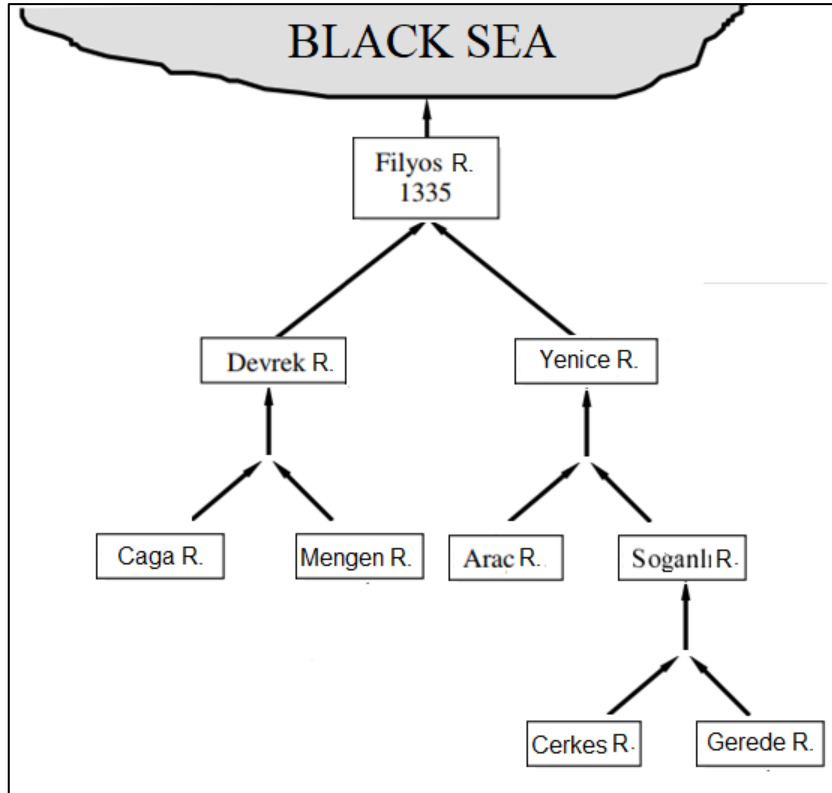 BLACK SEA
Filyos R.
1335
Devrek R.
Yenice R.
Caga R.
Mengen R.
Araç R.
Soganlı R.
Cerkes R.
Gerede R.